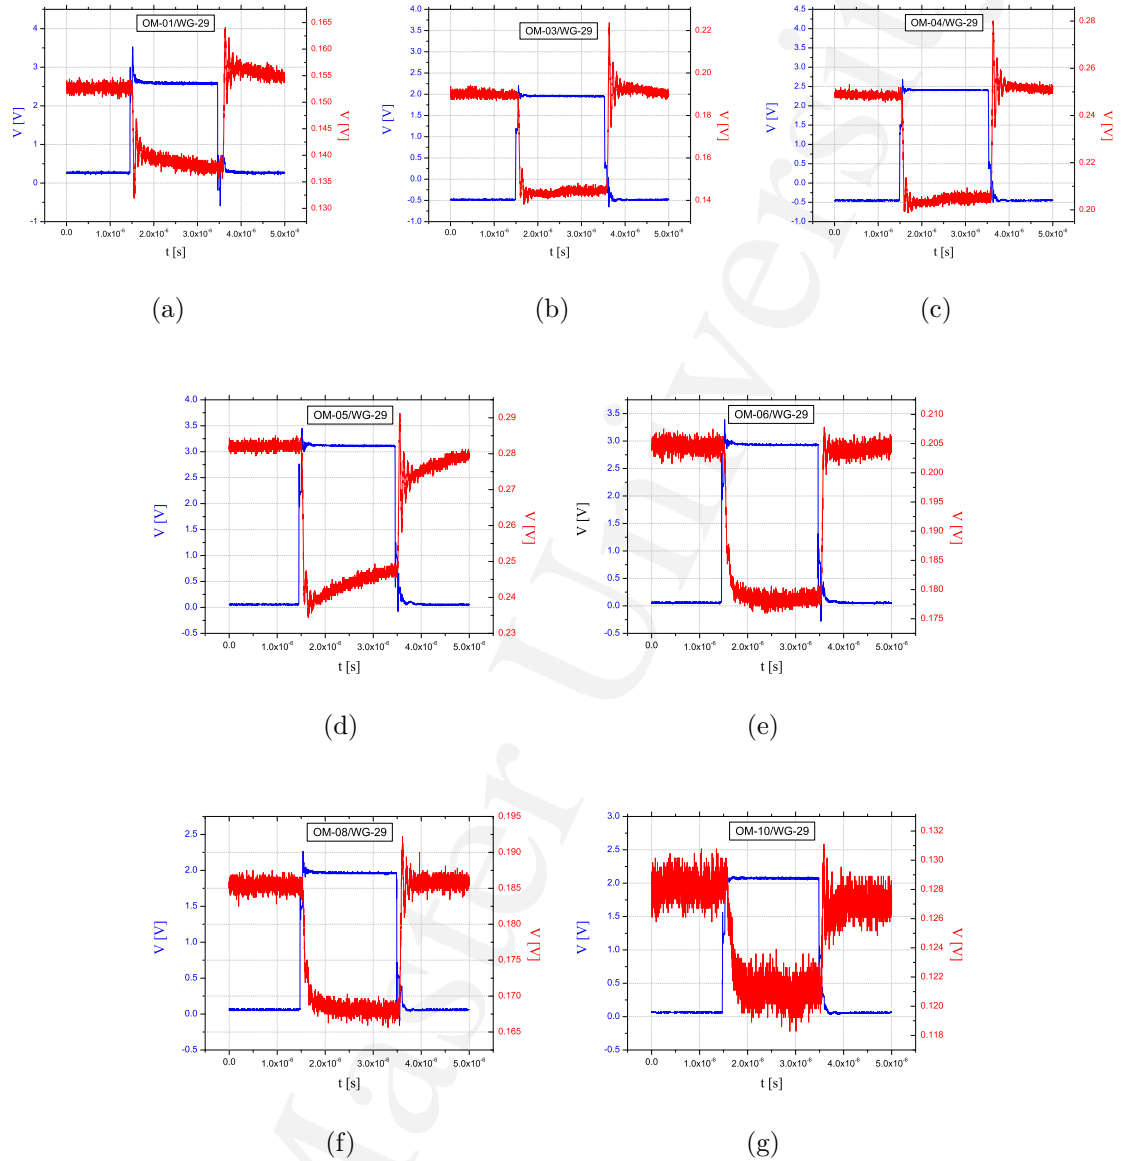 OM-01/WG-29
V [V]
4
3
2
1
0
-1
0.165
0.160
0.155
0.150
0.145
0.140
0.135
0.130
V [V]
0.0 1.0x10-6 2.0x10-6 3.0x10-6 4.0x10-6 5.0x10-6
t [s]
(a)
OM-03/WG-29
V [V]
4.0
3.5
3.0
2.5
2.0
1.5
1.0
0.5
0.0
-0.5
-1.0
0.22
0.20
0.18
0.16
0.14
V [V]
0.0 1.0x10-6 2.0x10-6 3.0x10-6 4.0x10-6 5.0x10-6
t [s]
(b)
OM-04/WG-29
V [V]
4.5
4.0
3.5
3.0
2.5
2.0
1.5
1.0
0.5
0.0
-0.5
-1.0
0.28
0.26
0.24
0.22
0.20
V [V]
0.0 1.0x10-6 2.0x10-6 3.0x10-6 4.0x10-6 5.0x10-6
t [s]
(c)
OM-05/WG-29
V [V]
4.0
3.5
3.0
2.5
2.0
1.5
1.0
0.5
0.0
-0.5
0.29
0.28
0.27
0.26
0.25
0.24
0.23
V [V]
0.0 1.0x10-6 2.0x10-6 3.0x10-6 4.0x10-6 5.0x10-6
t [s]
(d)
OM-06/WG-29
V [V]
3.5
3.0
2.5
2.0
1.5
1.0
0.5
0.0
-0.5
0.210
0.205
0.200
0.195
0.190
0.185
0.180
0.175
V [V]
0.0 1.0x10-6 2.0x10-6 3.0x10-6 4.0x10-6 5.0x10-6
t [s]
(e)
OM-08/WG-29
V [V]
2.5
2.0
1.5
1.0
0.5
0.0
-0.5
0.195
0.190
0.185
0.180
0.175
0.170
0.165
V [V]
0.0 1.0x10-6 2.0x10-6 3.0x10-6 4.0x10-6 5.0x10-6
t [s]
(f)
OM-10/WG-29
V [V]
3.0
2.5
2.0
1.5
1.0
0.5
0.0
-0.5
0.132
0.130
0.128
0.126
0.124
0.122
0.120
0.118
V [V]
0.0 1.0x10-6 2.0x10-6 3.0x10-6 4.0x10-6 5.0x10-6
t [s]
(g)
Master Universit